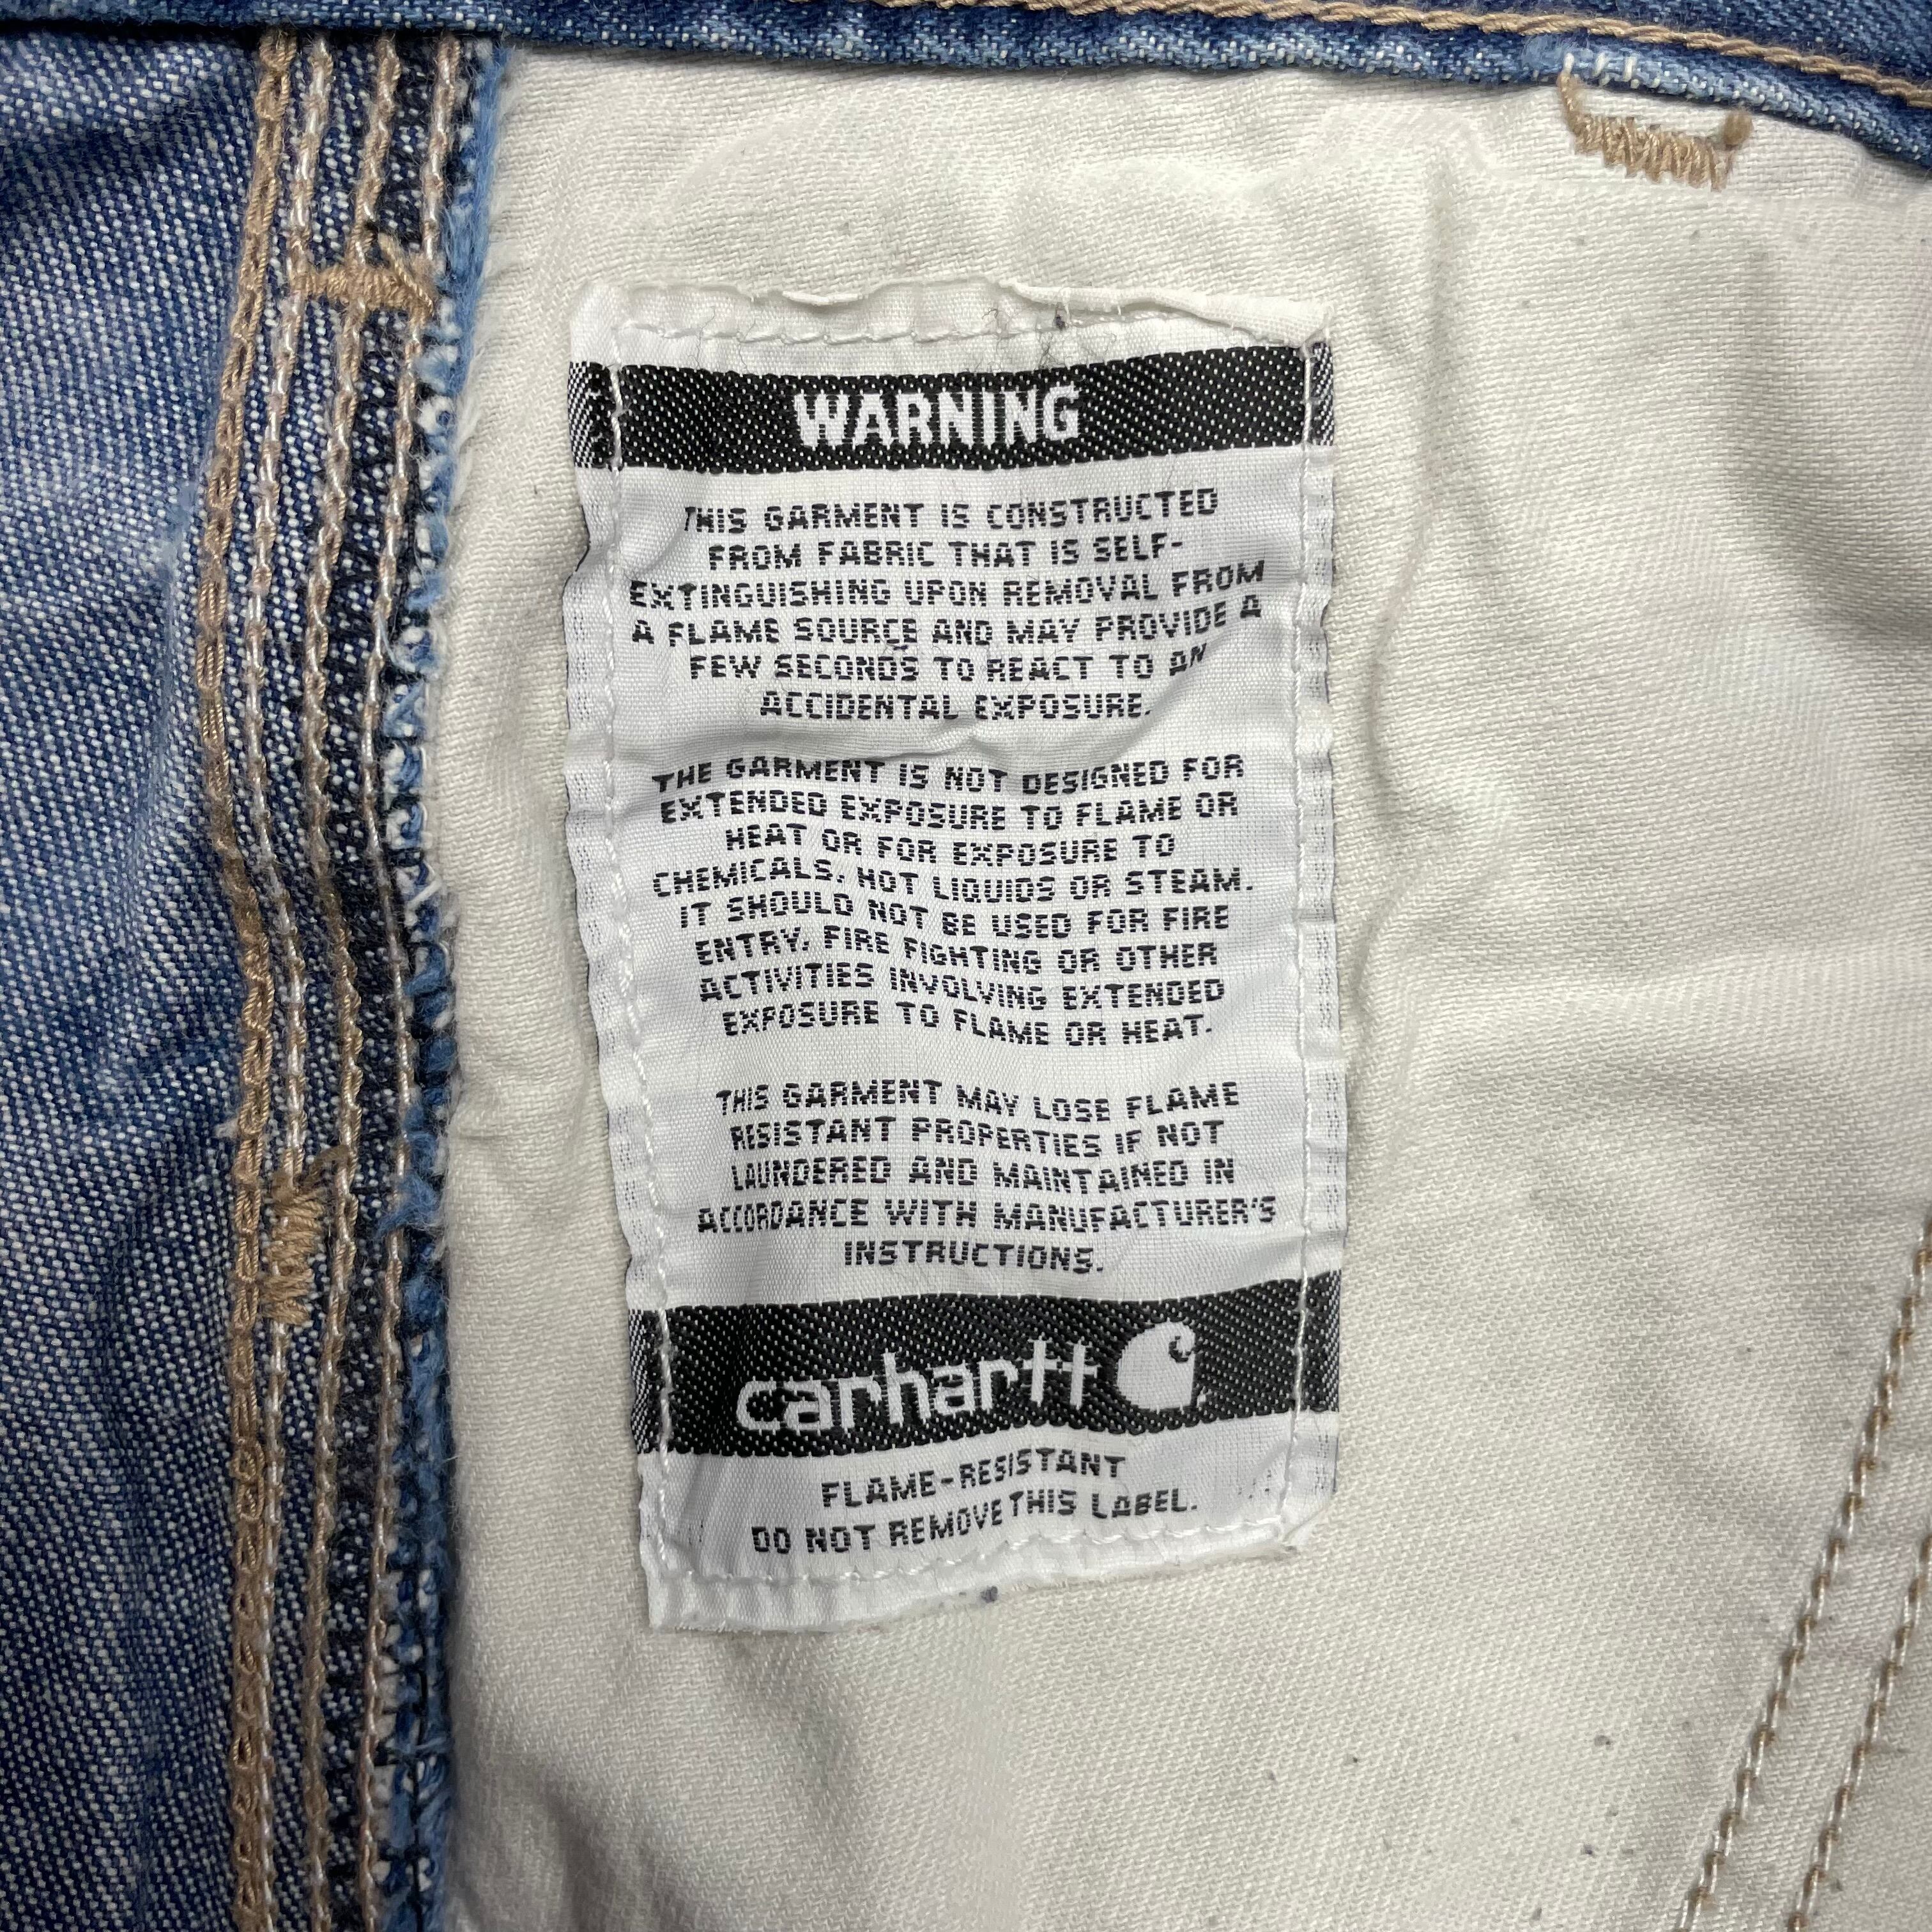 WARNING
THIS GARMENT IS CONSTRUCTED
FROM FABRIC THAT IS SELF-
EXTINGUISHING UPON REMOVAL FROM
A FLAME SOURCE AND MAY PROVIDE A
FEW SECONDS TO REACT TO AN
ACCIDENTAL EXPOSURE.
THE GARMENT IS NOT DESIGNED FOR
EXTENDED EXPOSURE TO FLAME OR
HEAT OR FOR EXPOSURE TO
CHEMICALS, HOT LIQUIDS OR STEAM.
IT SHOULD NOT BE USED FOR FIRE
ENTRY, FIRE FIGHTING OR OTHER
ACTIVITIES INVOLVING EXTENDED
EXPOSURE TO FLAME OR HEAT.
THIS GARMENT MAY LOSE FLAME
RESISTANT PROPERTIES IF NOT
LAUNDERED AND MAINTAINED IN
ACCORDANCE WITH MANUFACTURER'S
INSTRUCTIONS.
carhartt
FLAME-RESISTANT
DO NOT REMOVE THIS LABEL.